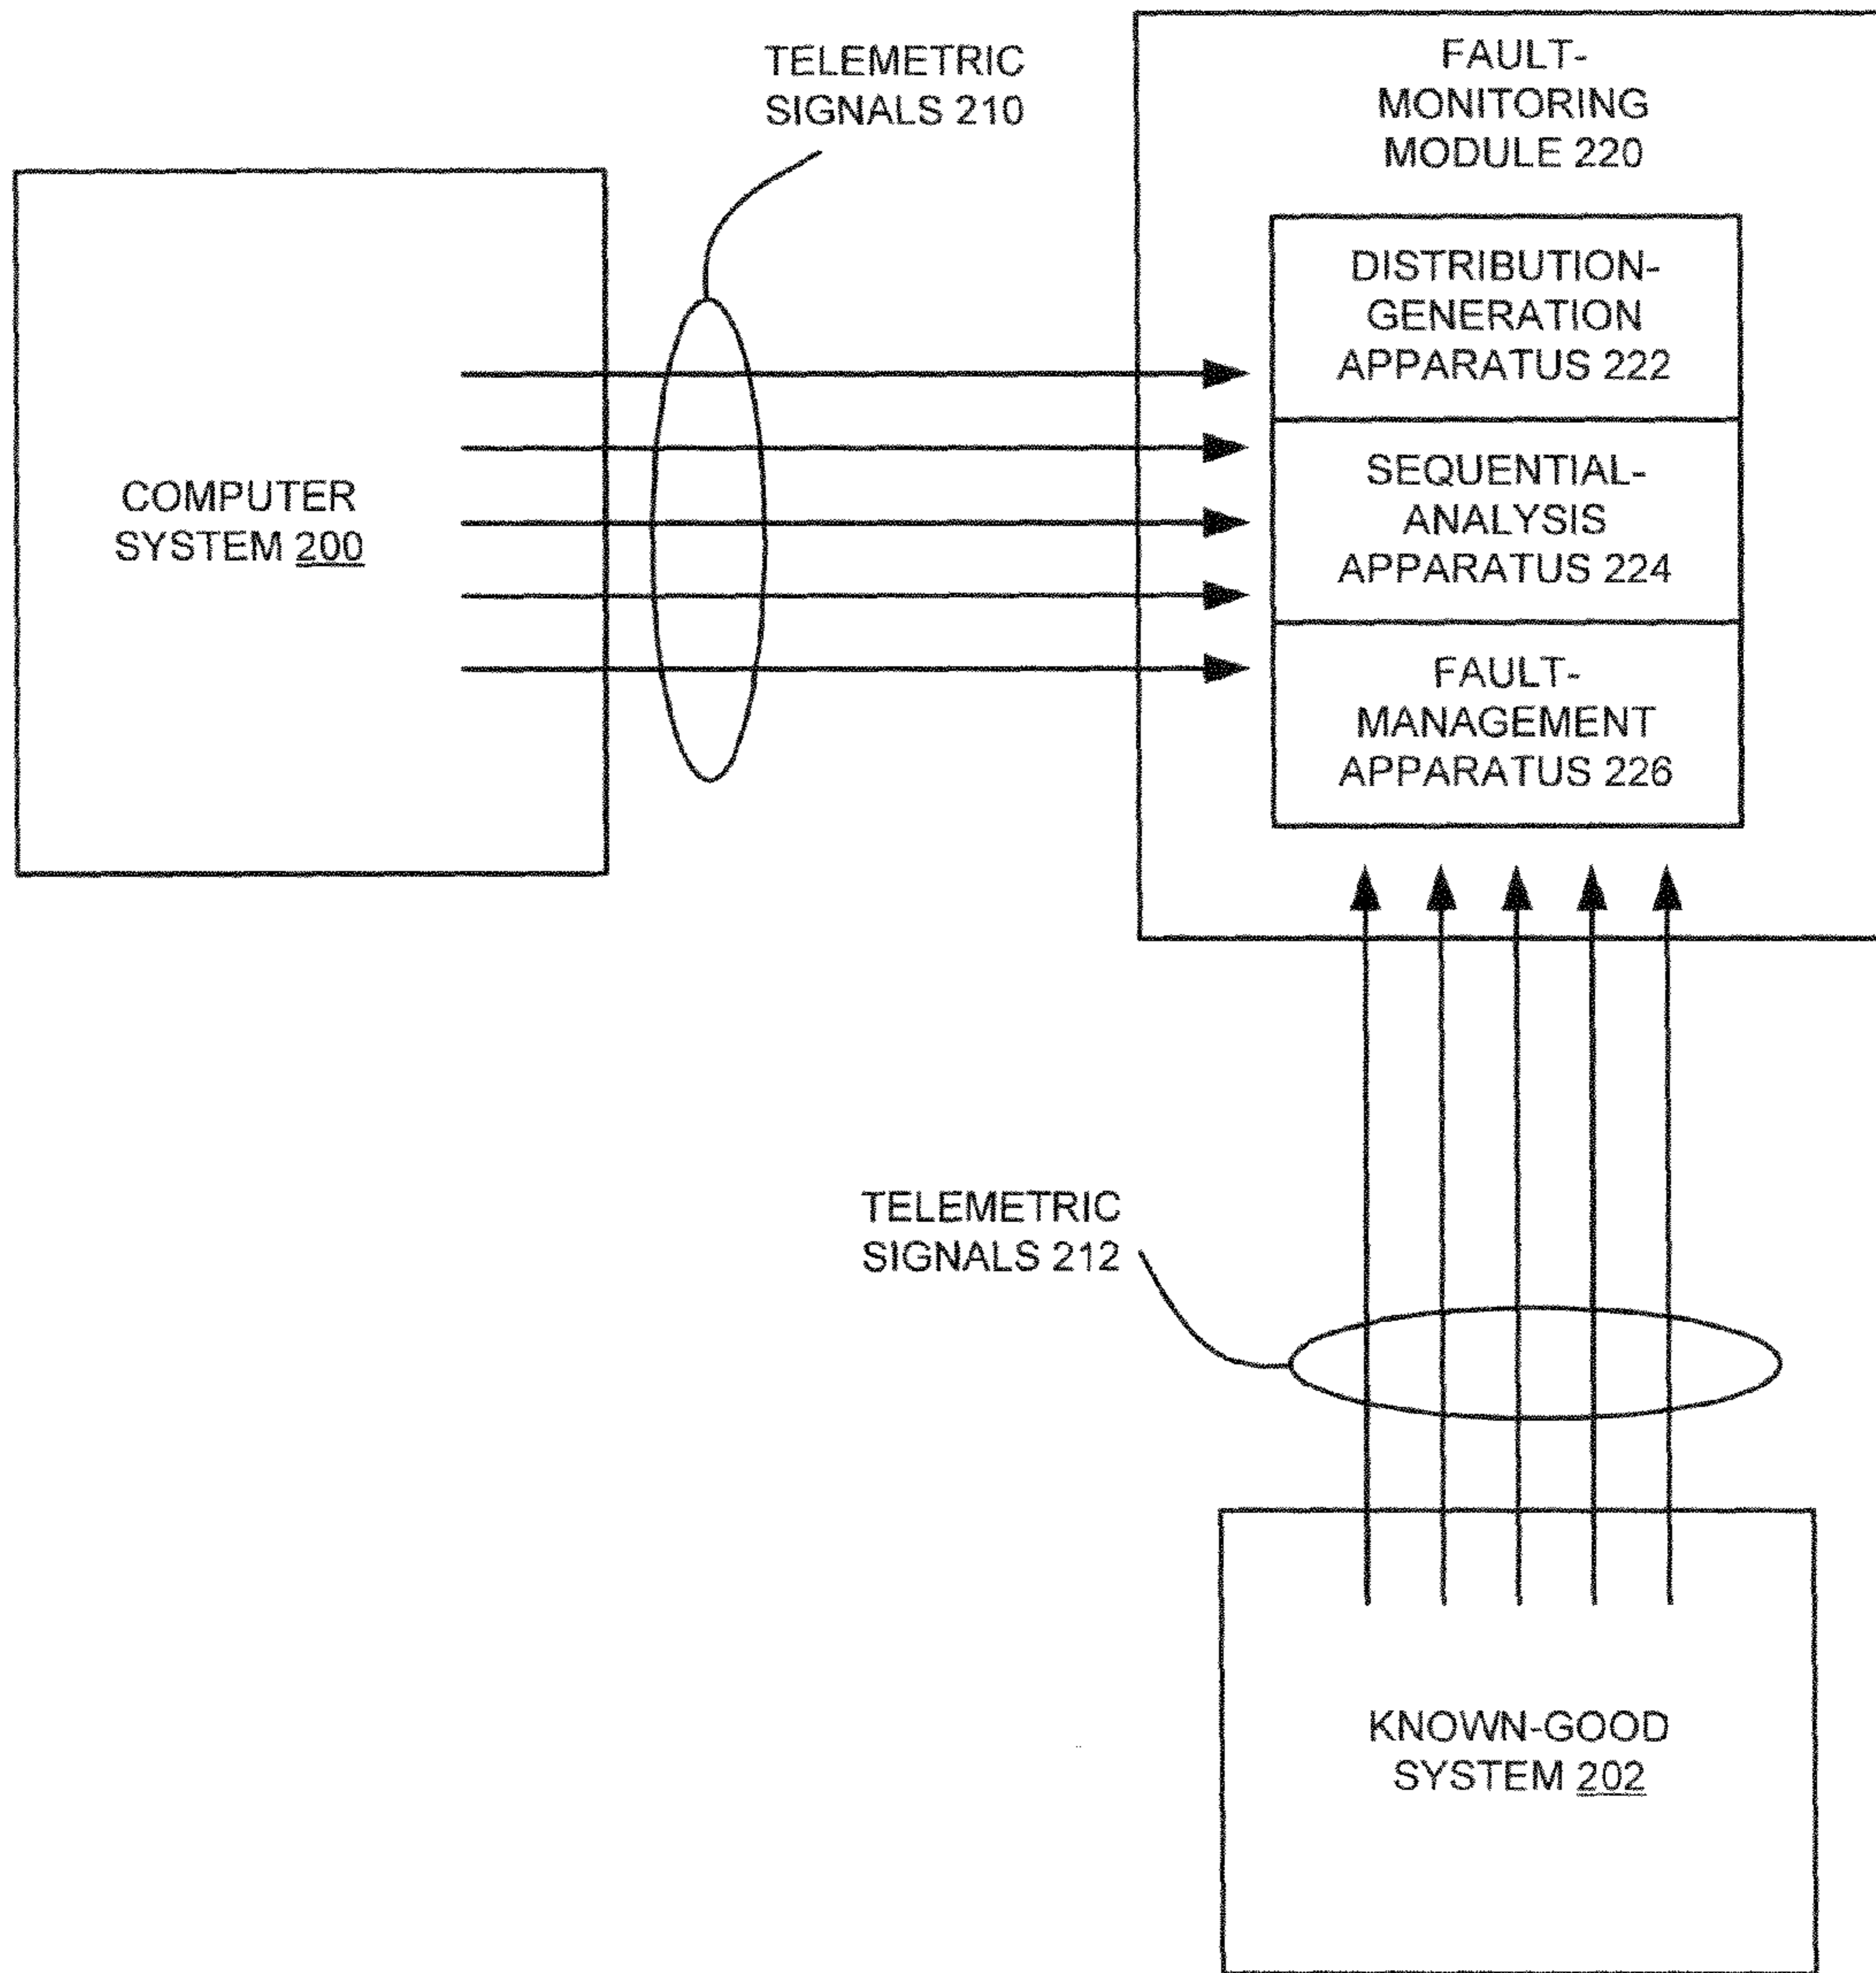 TELEMETRIC
SIGNALS 210
FAULT-
MONITORING
MODULE 220
DISTRIBUTION-
GENERATION
APPARATUS 222
COMPUTER
SYSTEM 200
SEQUENTIAL-
ANALYSIS
APPARATUS 224
FAULT-
MANAGEMENT
APPARATUS 226
TELEMETRIC
SIGNALS 212
KNOWN-GOOD
SYSTEM 202